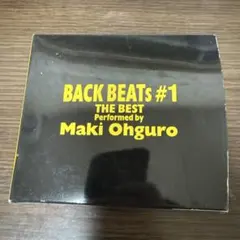 BACK BEATs #1
THE BEST
Performed by
Maki Ohguro